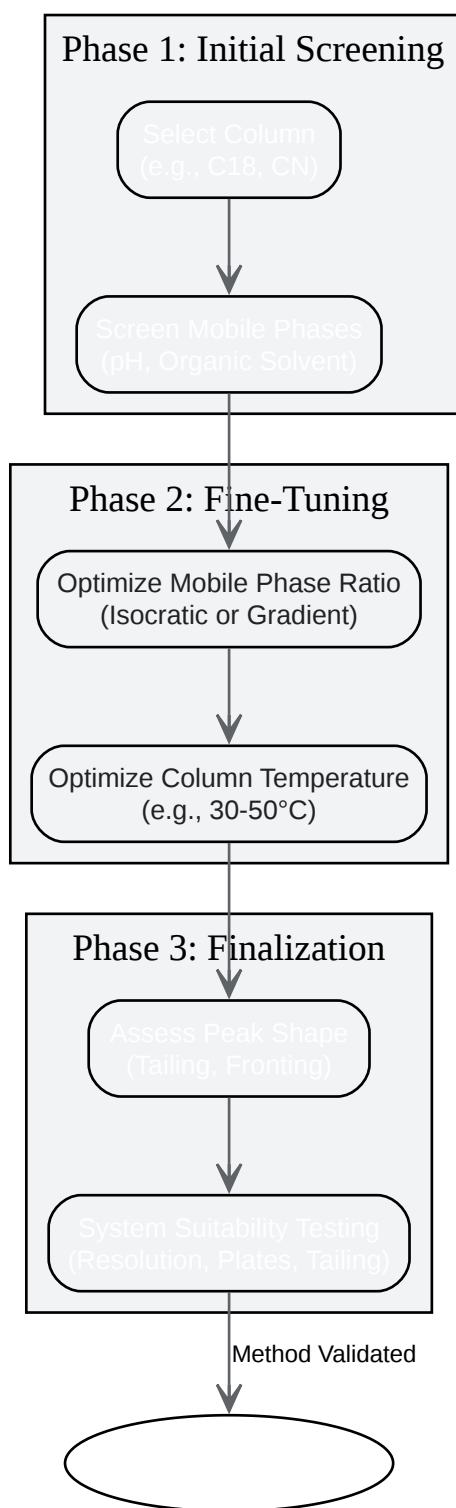 Phase 1: Initial Screening
Select Column
(e.g., C18, CN)
Screen Mobile Phases
(pH, Organic Solvent)
Phase 2: Fine-Tuning
Optimize Mobile Phase Ratio
(Isocratic or Gradient)
Optimize Column Temperature
(e.g., 30-50°C)
Phase 3: Finalization
Assess Peak Shape
(Tailing, Fronting)
System Suitability Testing
(Resolution, Plates, Tailing)
Method Validated